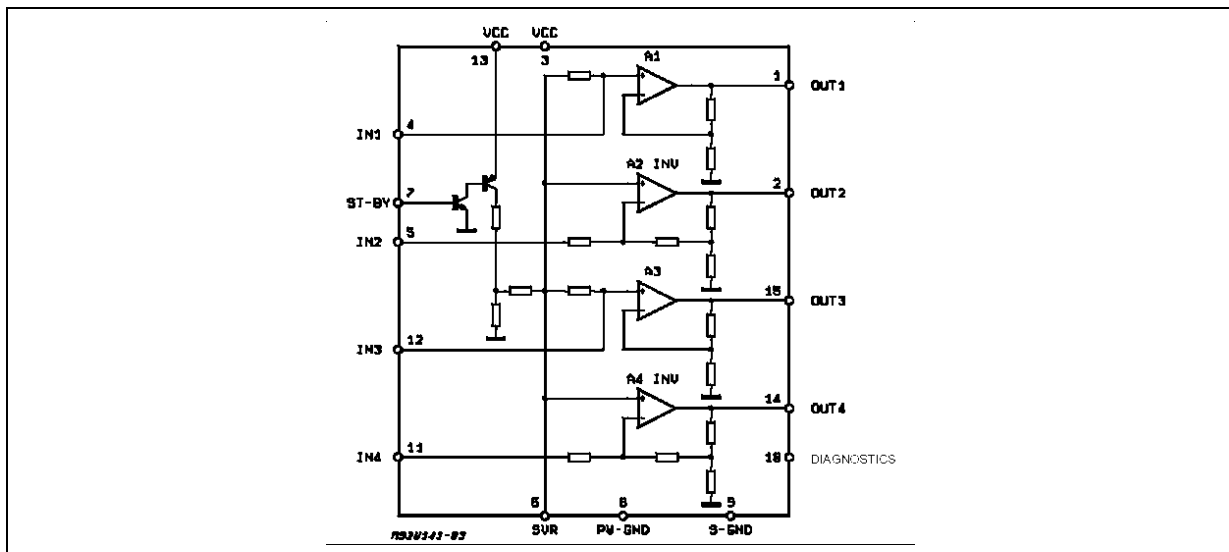 VCC VCC
13 3
A1
1 OUT1
4
IN1
A2 INV
2 OUT2
7
ST-BY
5
IN2
A3
15 OUT3
12
IN3
A4 INV
14 OUT4
11
IN4
DIAGNOSTICS
6 8 9
SVR PW-GND S-GND